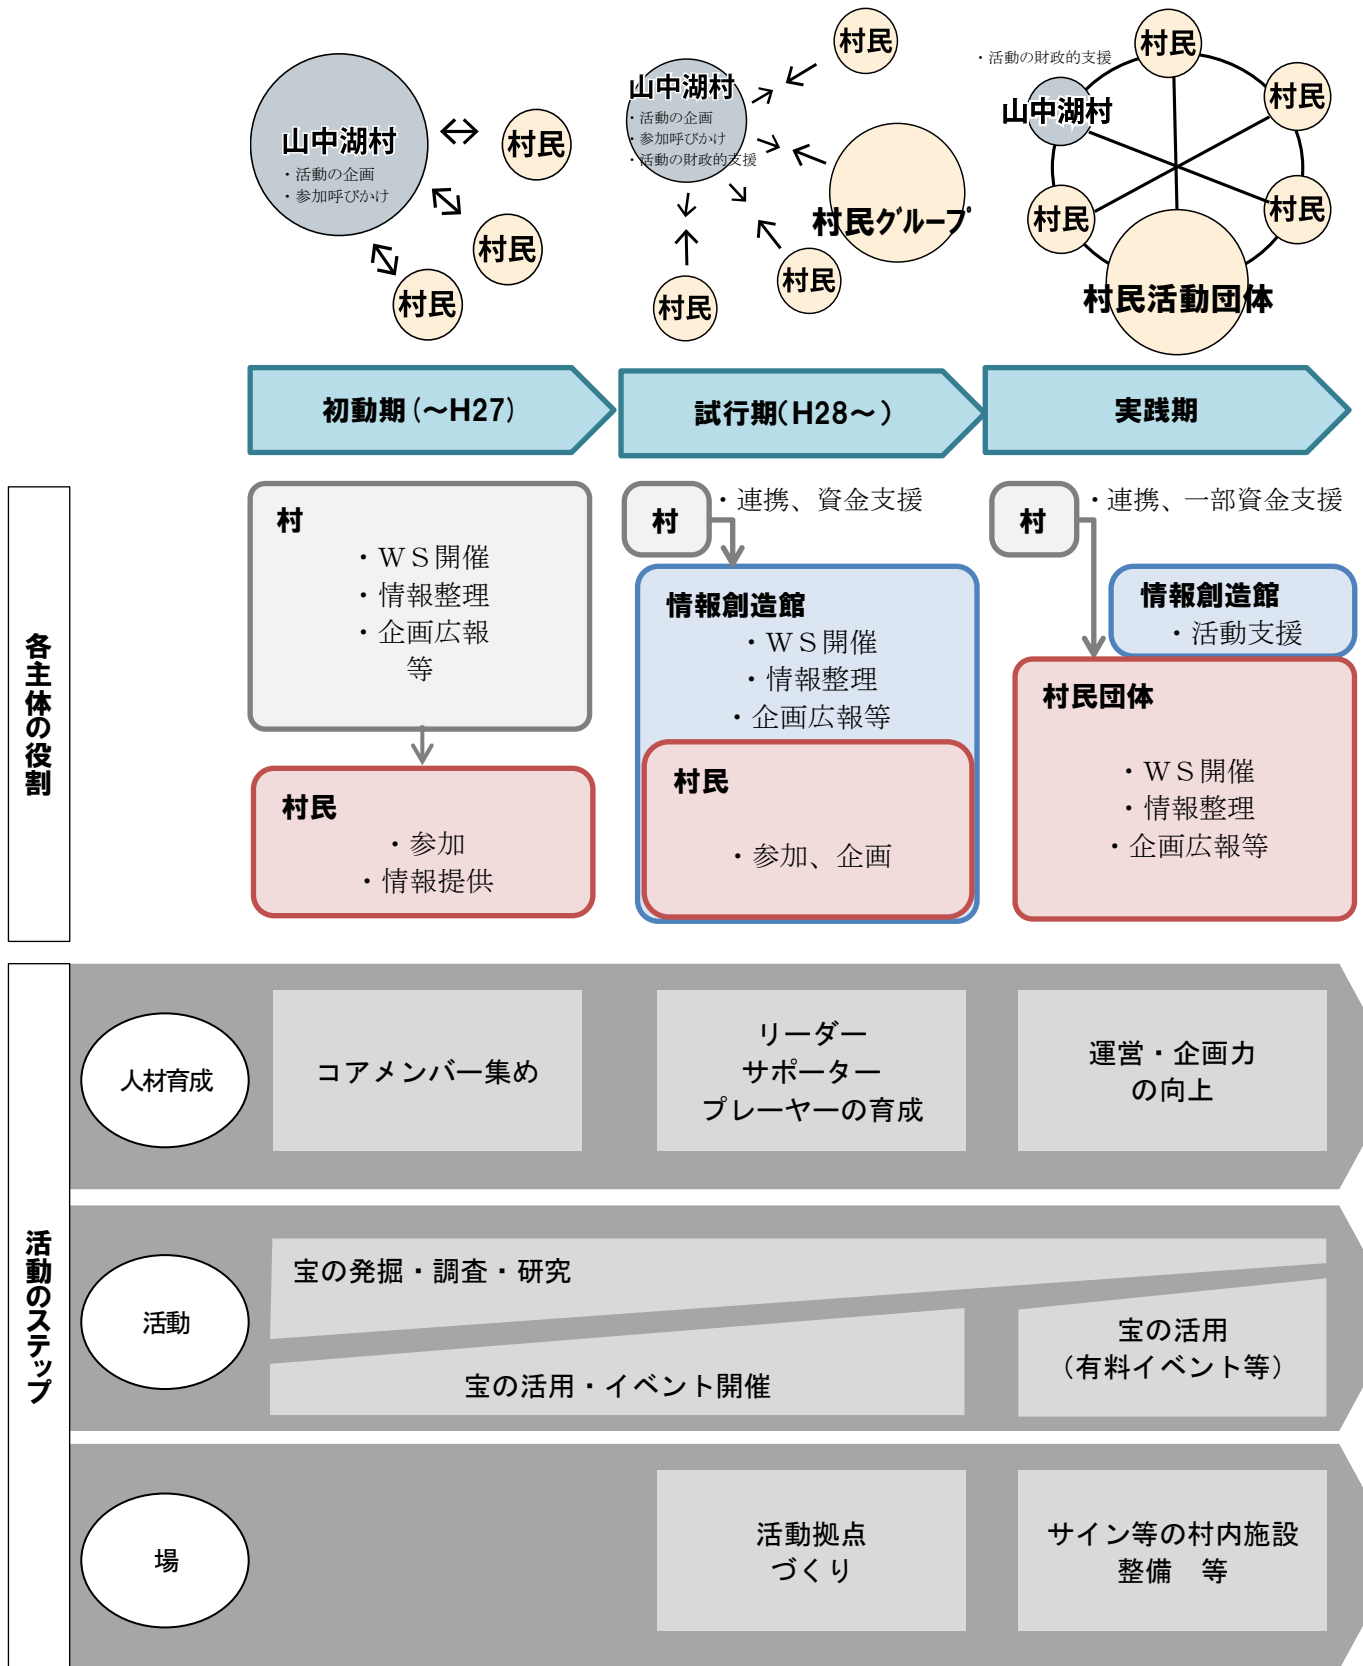 山中湖村
・活動の企画
・参加呼びかけ
村民
村民
村民
山中湖村
・活動の企画
・参加呼びかけ
・活動の財政的支援
村民
村民グループ
村民
村民
・活動の財政的支援
山中湖村
村民
村民
村民
村民
村民活動団体
初動期(～H27)
試行期(H28～)
実践期
各主体の役割
村
・ＷＳ開催
・情報整理
・企画広報
等
村民
・参加
・情報提供
村
・連携、資金支援
情報創造館
・ＷＳ開催
・情報整理
・企画広報等
村民
・参加、企画
村
・連携、一部資金支援
情報創造館
・活動支援
村民団体
・ＷＳ開催
・情報整理
・企画広報等
活動のステップ
人材育成
コアメンバー集め
リーダー
サポーター
プレーヤーの育成
運営・企画力
の向上
活動
宝の発掘・調査・研究
宝の活用・イベント開催
宝の活用
（有料イベント等）
場
活動拠点
づくり
サイン等の村内施設
整備　等